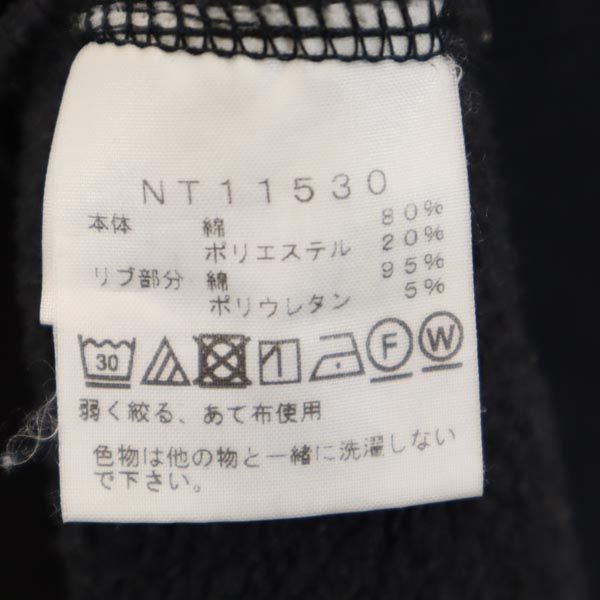 NT11530
本体 綿 80%
ポリエステル 20%
リブ部分 綿 95%
ポリウレタン 5%
30 F W
弱く絞る、あて布使用
色物は他の物と一緒に洗濯しない
で下さい。